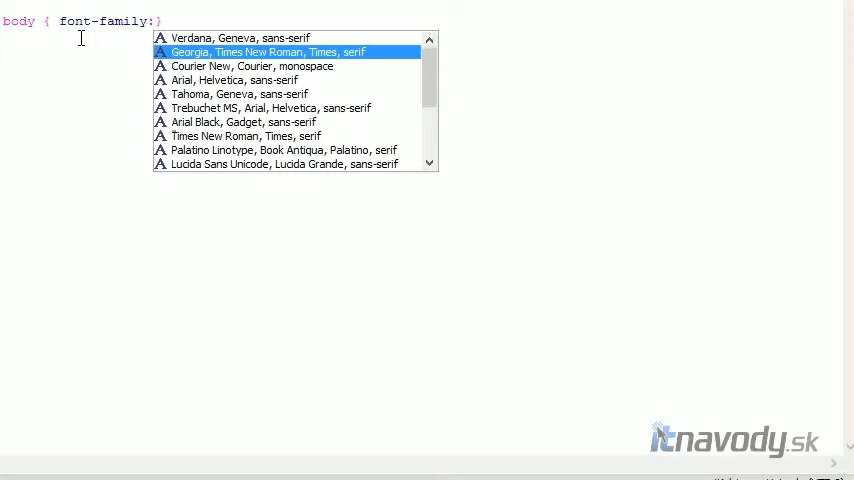 body { font-family:}
Verdana, Geneva, sans-serif
Georgia, Times New Roman, Times, serif
Courier New, Courier, monospace
Arial, Helvetica, sans-serif
Tahoma, Geneva, sans-serif
Trebuchet MS, Arial, Helvetica, sans-serif
Arial Black, Gadget, sans-serif
Times New Roman, Times, serif
Palatino Linotype, Book Antiqua, Palatino, serif
Lucida Sans Unicode, Lucida Grande, sans-serif
itnavody.sk